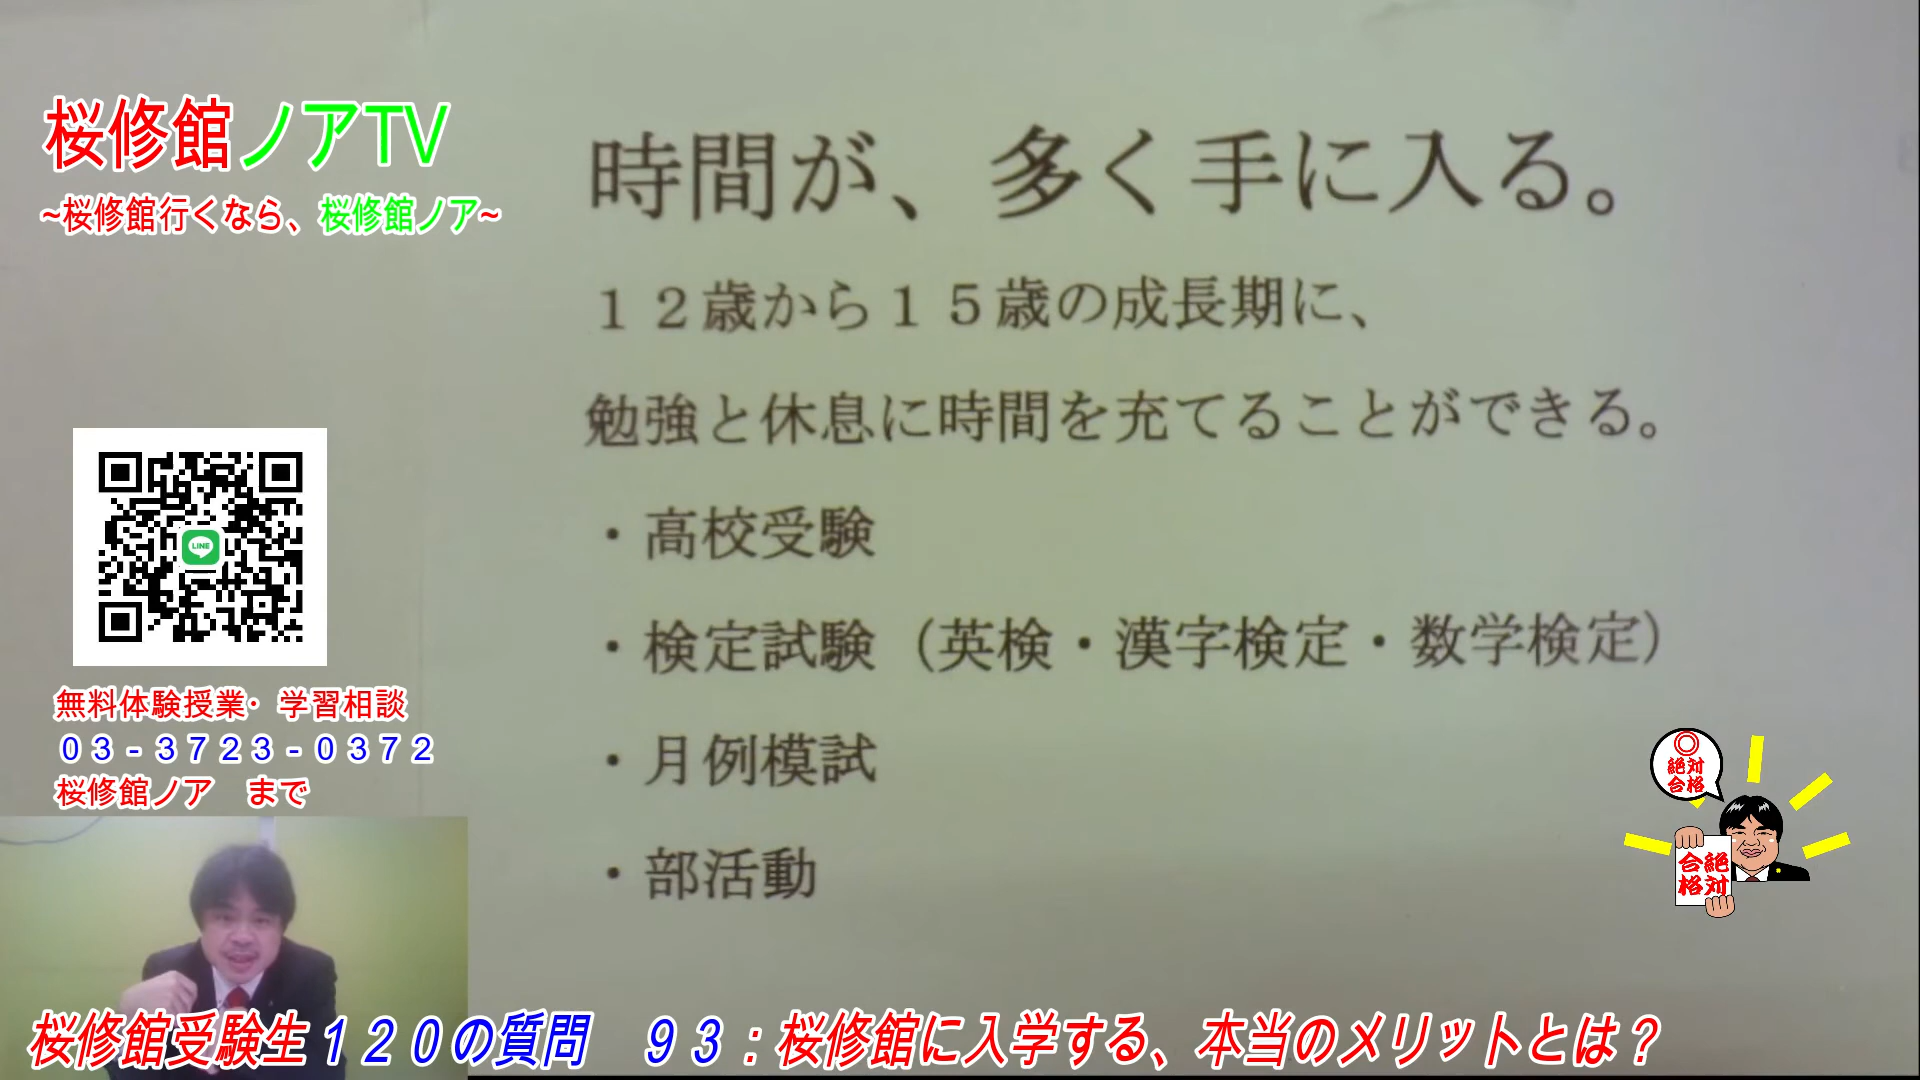 桜修館ノアTV
~桜修館行くなら、桜修館ノア~
時間が、多く手に入る。
１２歳から１５歳の成長期に、
勉強と休息に時間を充てることができる。
・高校受験
・検定試験（英検・漢字検定・数学検定）
・月例模試
・部活動
LINE
無料体験授業・学習相談
０３-３７２３-０３７２
桜修館ノア　まで
◎
絶対
合格
絶対
合格
桜修館受験生１２０の質問　９３：桜修館に入学する、本当のメリットとは？